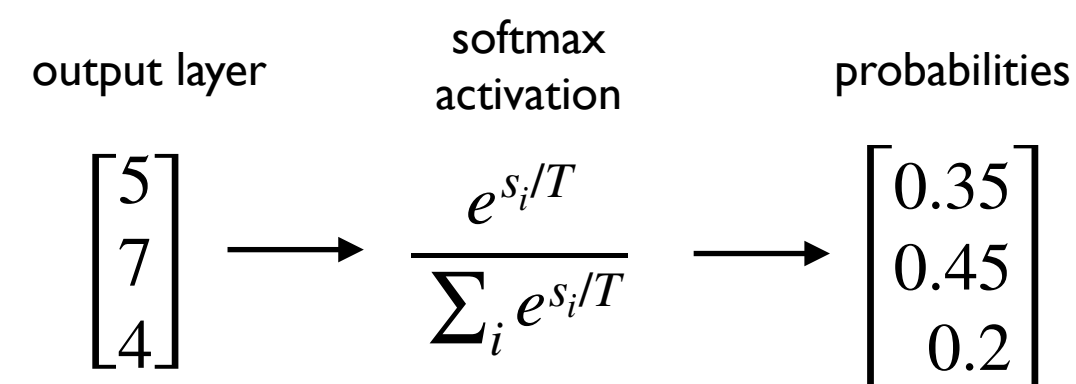 output layer
softmax
activation
probabilities
[5
7
4]
e^{s_i/T}
∑_i e^{s_i/T}
[0.35
0.45
0.2]